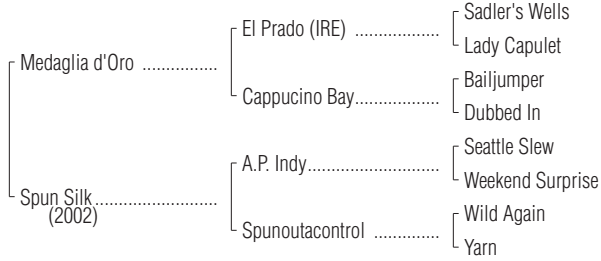 Sadler's Wells
El Prado (IRE) ..................
Lady Capulet
Medaglia d'Oro ................
Bailjumper
Cappucino Bay..................
Dubbed In
Seattle Slew
A.P. Indy............................
Weekend Surprise
Spun Silk..........................
(2002)
Wild Again
Spunoutacontrol ..............
Yarn